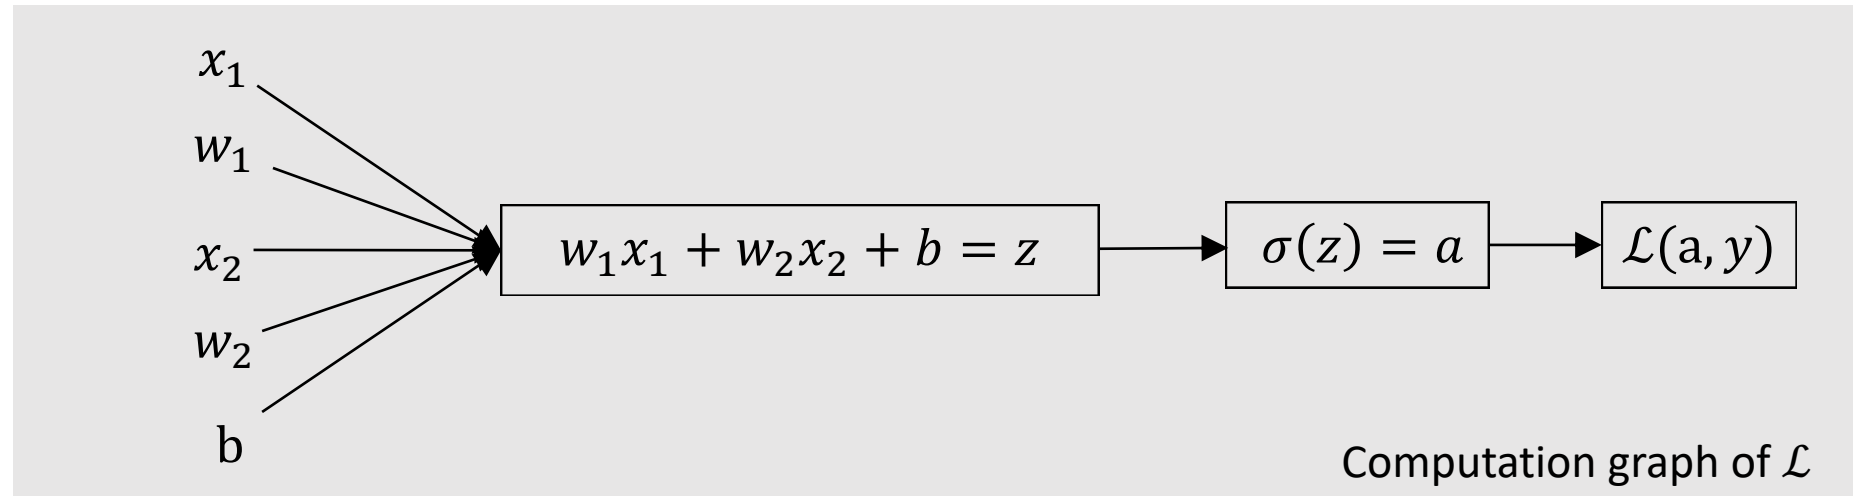 x₁
w₁
x₂
w₂
b
w₁x₁ + w₂x₂ + b = z
σ(z) = a
ℒ(a, y)
Computation graph of ℒ